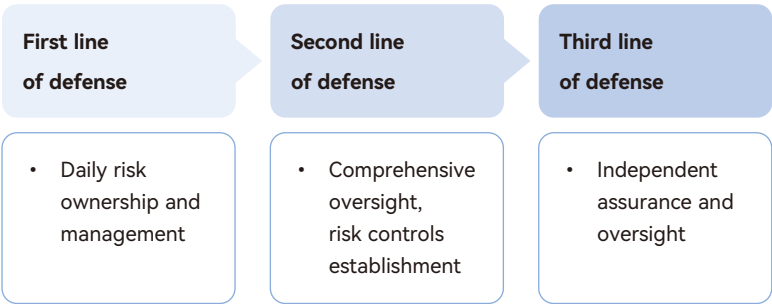 First line
of defense
Second line
of defense
Third line
of defense
• Daily risk
ownership and
management
• Comprehensive
oversight,
risk controls
establishment
• Independent
assurance and
oversight